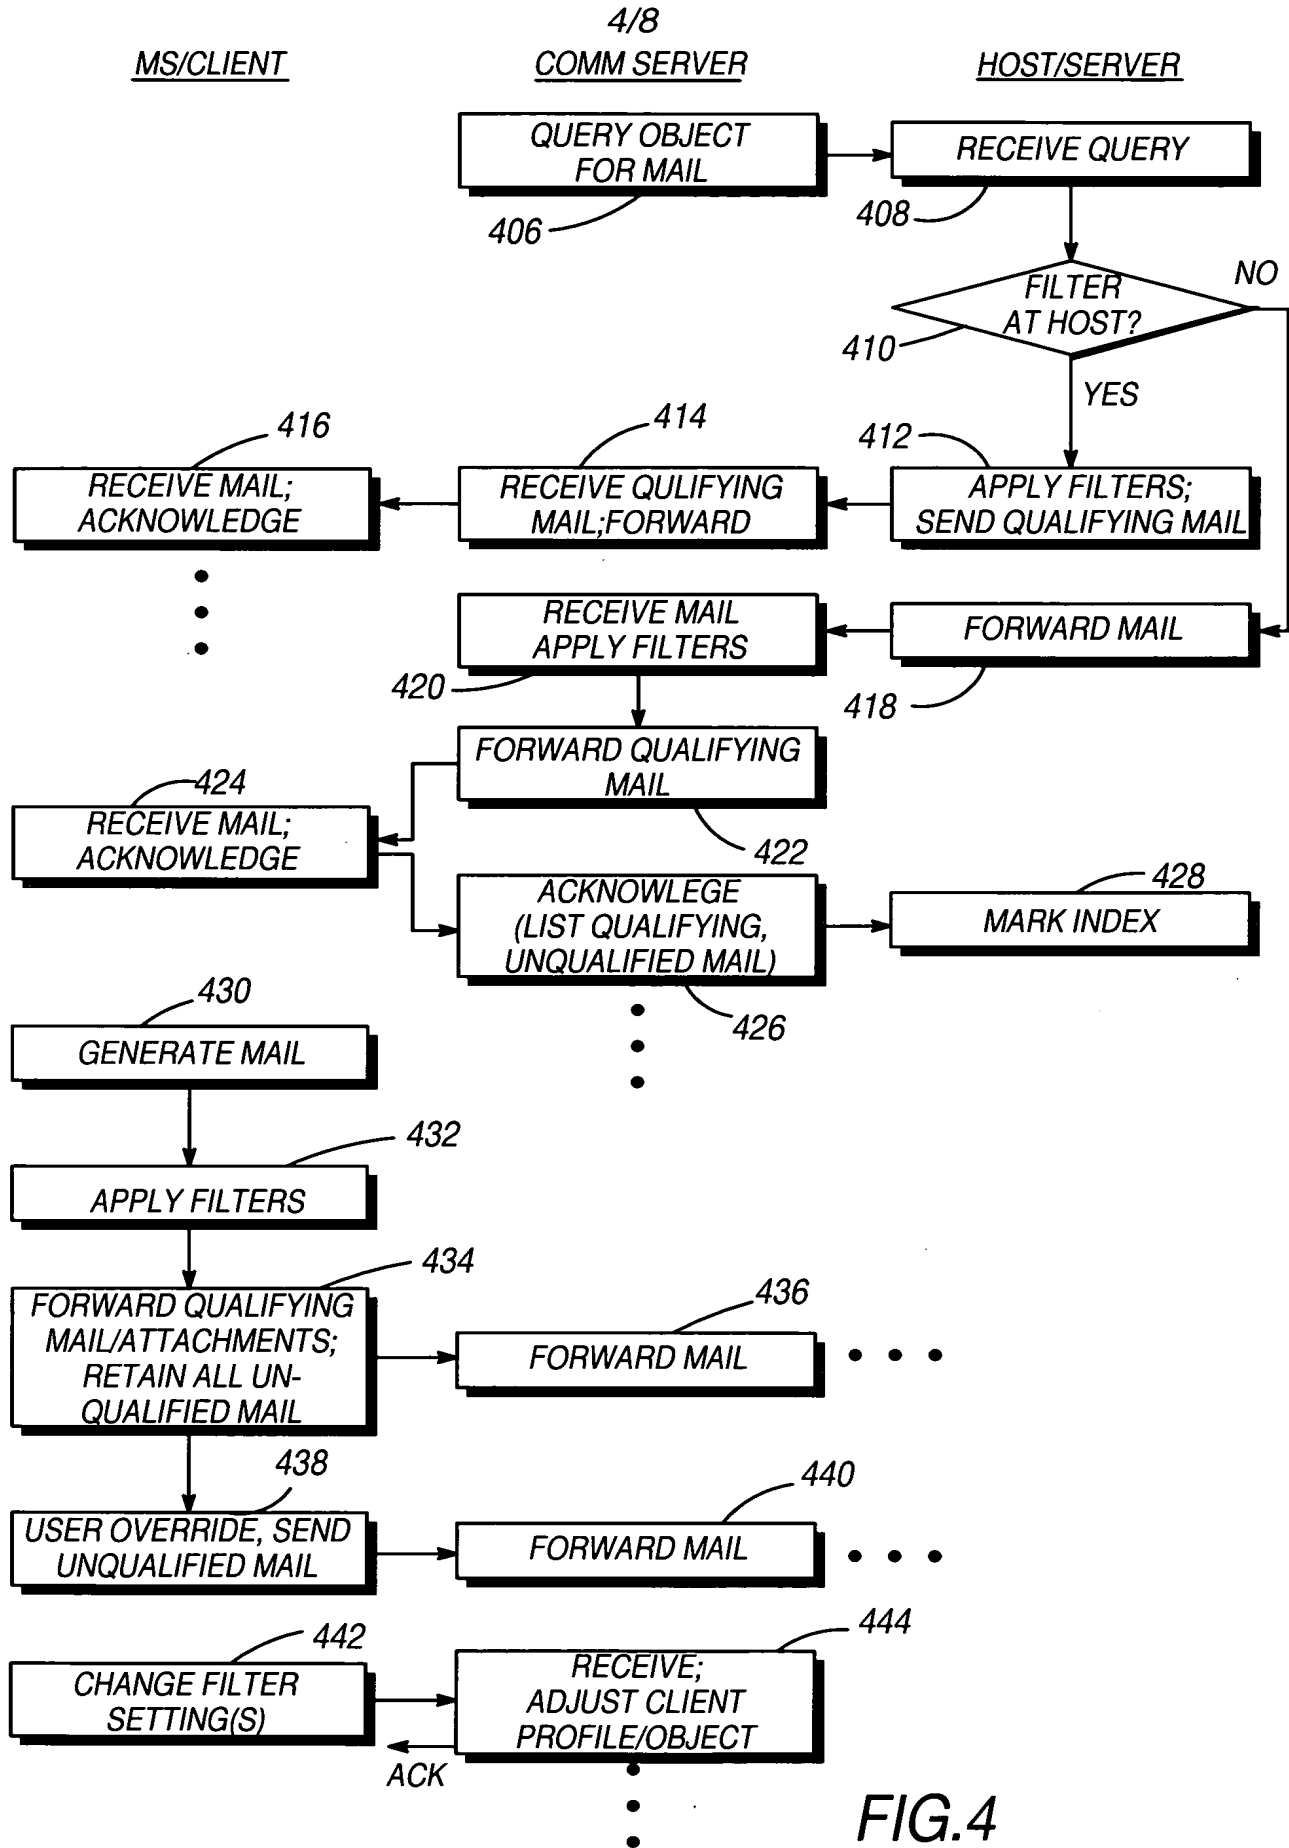 4/8
MS/CLIENT
COMM SERVER
HOST/SERVER
QUERY OBJECT
FOR MAIL
RECEIVE QUERY
406
408
FILTER
AT HOST?
NO
410
YES
416
414
412
RECEIVE MAIL;
ACKNOWLEDGE
RECEIVE QULIFYING
MAIL;FORWARD
APPLY FILTERS;
SEND QUALIFYING MAIL
RECEIVE MAIL
APPLY FILTERS
FORWARD MAIL
420
418
FORWARD QUALIFYING
MAIL
424
422
RECEIVE MAIL;
ACKNOWLEDGE
ACKNOWLEGE
(LIST QUALIFYING,
UNQUALIFIED MAIL)
428
MARK INDEX
426
430
GENERATE MAIL
432
APPLY FILTERS
434
FORWARD QUALIFYING
MAIL/ATTACHMENTS;
RETAIN ALL UN-
QUALIFIED MAIL
436
FORWARD MAIL
438
USER OVERRIDE, SEND
UNQUALIFIED MAIL
440
FORWARD MAIL
442
CHANGE FILTER
SETTING(S)
444
RECEIVE;
ADJUST CLIENT
PROFILE/OBJECT
ACK
FIG.4